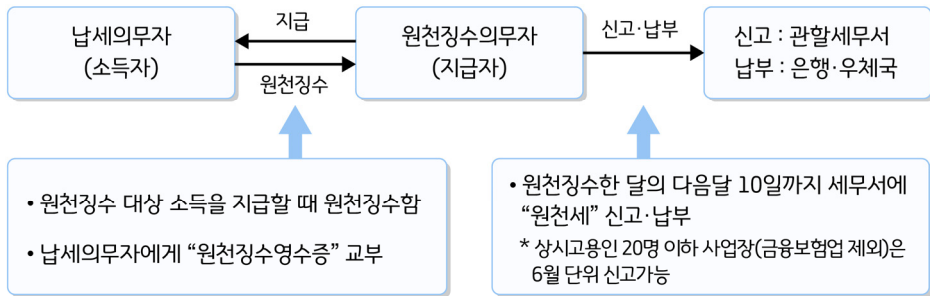 납세의무자
(소득자)
지급
원천징수
원천징수의무자
(지급자)
신고·납부
신고 : 관할세무서
납부 : 은행·우체국
• 원천징수 대상 소득을 지급할 때 원천징수함
• 납세의무자에게 “원천징수영수증” 교부
• 원천징수한 달의 다음달 10일까지 세무서에
“원천세” 신고·납부
* 상시고용인 20명 이하 사업장(금융보험업 제외)은
6월 단위 신고가능